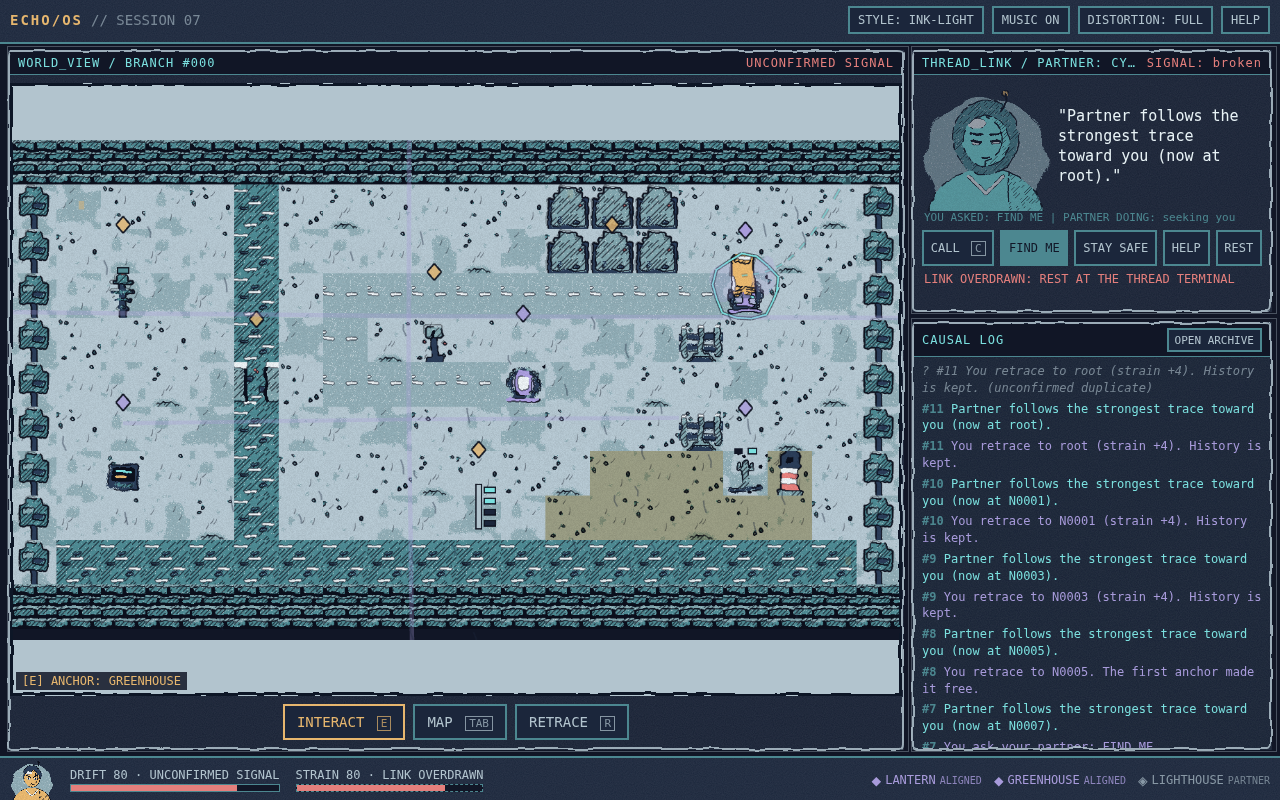 ECHO/OS // SESSION 07
STYLE: INK-LIGHT
MUSIC ON
DISTORTION: FULL
HELP
WORLD_VIEW / BRANCH #000
UNCONFIRMED SIGNAL
[E] ANCHOR: GREENHOUSE
INTERACT E
MAP TAB
RETRACE R
THREAD_LINK / PARTNER: CY…
SIGNAL: broken
"Partner follows the
strongest trace
toward you (now at
root)."
YOU ASKED: FIND ME | PARTNER DOING: seeking you
CALL C
FIND ME
STAY SAFE
HELP
REST
LINK OVERDRAWN: REST AT THE THREAD TERMINAL
CAUSAL LOG
OPEN ARCHIVE
? #11 You retrace to root (strain +4). History
is kept. (unconfirmed duplicate)
#11 Partner follows the strongest trace toward
you (now at root).
#11 You retrace to root (strain +4). History is
kept.
#10 Partner follows the strongest trace toward
you (now at N0001).
#10 You retrace to N0001 (strain +4). History
is kept.
#9 Partner follows the strongest trace toward
you (now at N0003).
#9 You retrace to N0003 (strain +4). History is
kept.
#8 Partner follows the strongest trace toward
you (now at N0005).
#8 You retrace to N0005. The first anchor made
it free.
#7 Partner follows the strongest trace toward
you (now at N0007).
#7 You ask your partner: FIND ME
DRIFT 80 · UNCONFIRMED SIGNAL
STRAIN 80 · LINK OVERDRAWN
LANTERN ALIGNED
GREENHOUSE ALIGNED
LIGHTHOUSE PARTNER